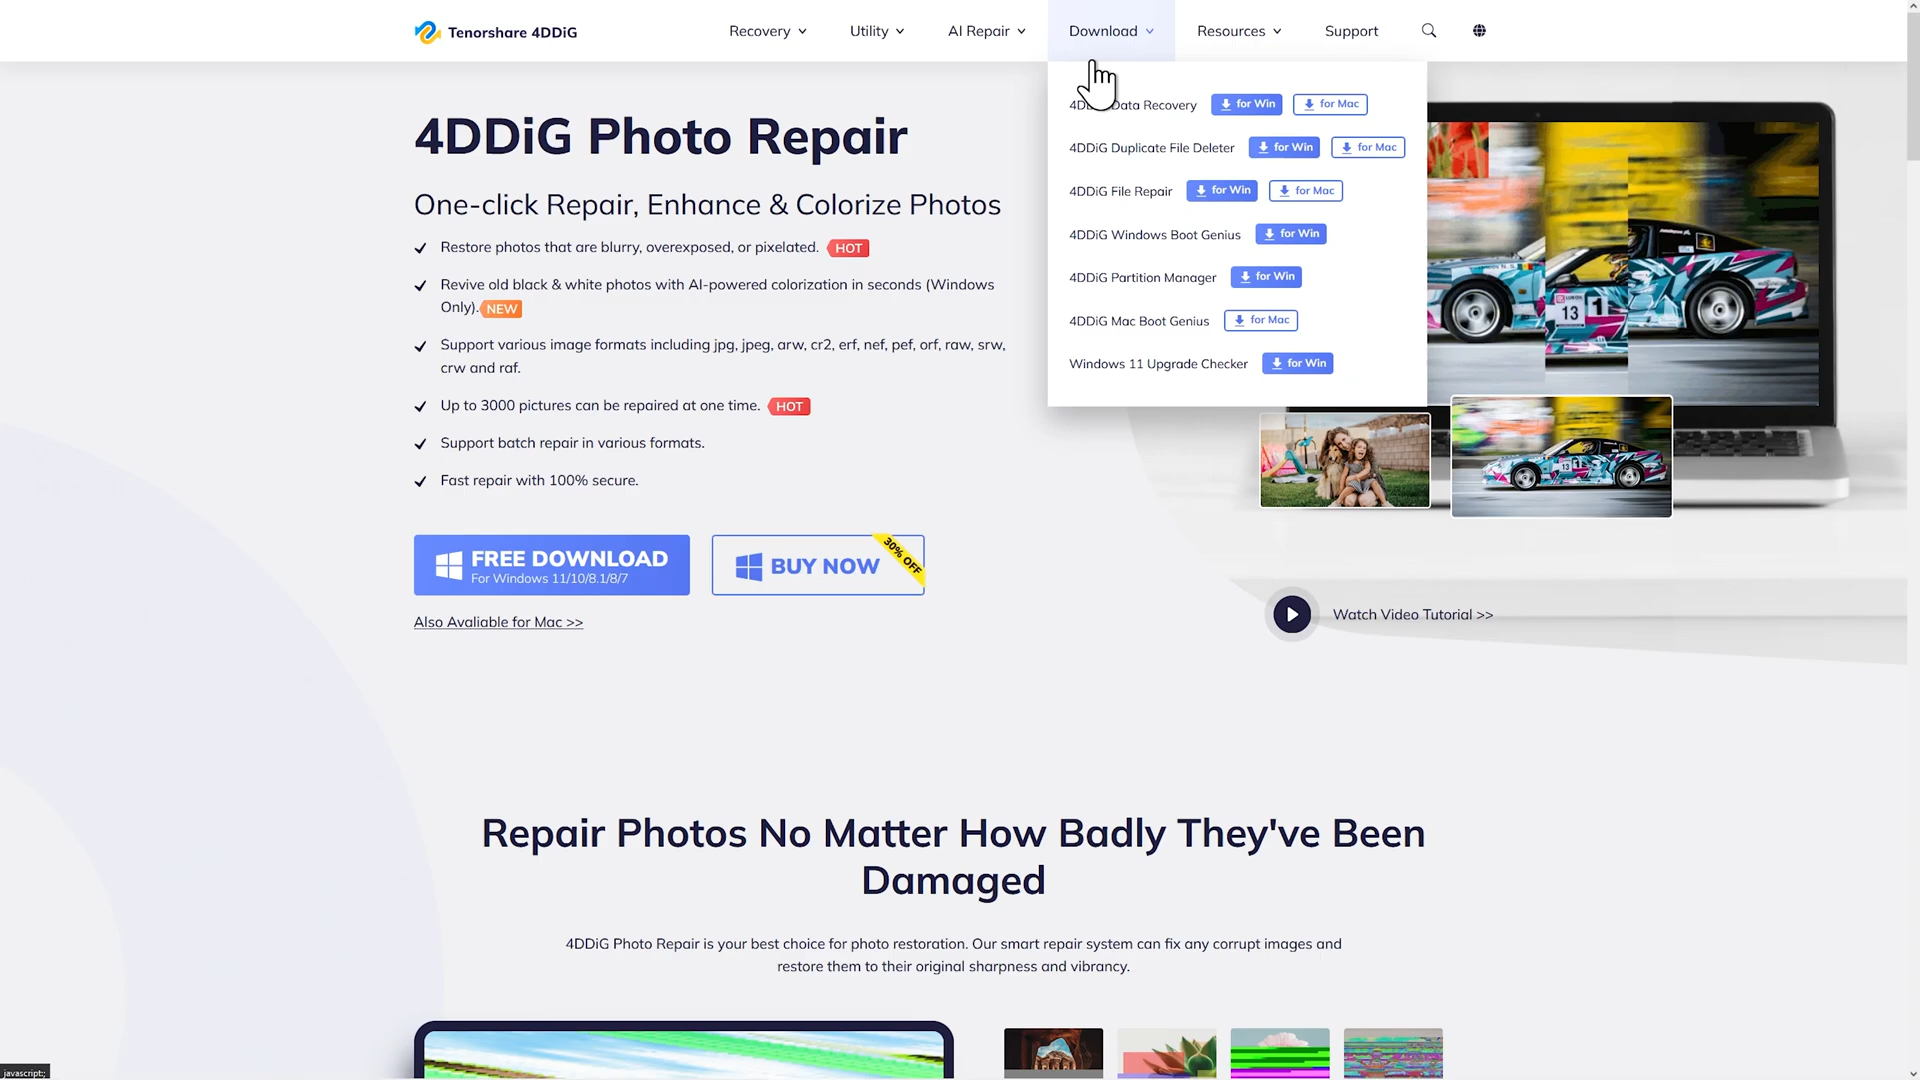 Tenorshare 4DDiG
Recovery
Utility
AI Repair
Download
Resources
Support
Data Recovery for Win for Mac
4DDiG Duplicate File Deleter for Win for Mac
4DDiG File Repair for Win for Mac
4DDiG Windows Boot Genius for Win
4DDiG Partition Manager for Win
4DDiG Mac Boot Genius for Mac
Windows 11 Upgrade Checker for Win
4DDiG Photo Repair
One-click Repair, Enhance & Colorize Photos
Restore photos that are blurry, overexposed, or pixelated. HOT
Revive old black & white photos with AI-powered colorization in seconds (Windows
Only). NEW
Support various image formats including jpg, jpeg, arw, cr2, erf, nef, pef, orf, raw, srw,
crw and raf.
Up to 3000 pictures can be repaired at one time. HOT
Support batch repair in various formats.
Fast repair with 100% secure.
FREE DOWNLOAD
For Windows 11/10/8.1/8/7
BUY NOW
30% OFF
Also Avaliable for Mac >>
13 1
13 1
Watch Video Tutorial >>
Repair Photos No Matter How Badly They've Been
Damaged
4DDiG Photo Repair is your best choice for photo restoration. Our smart repair system can fix any corrupt images and
restore them to their original sharpness and vibrancy.
javascript:;